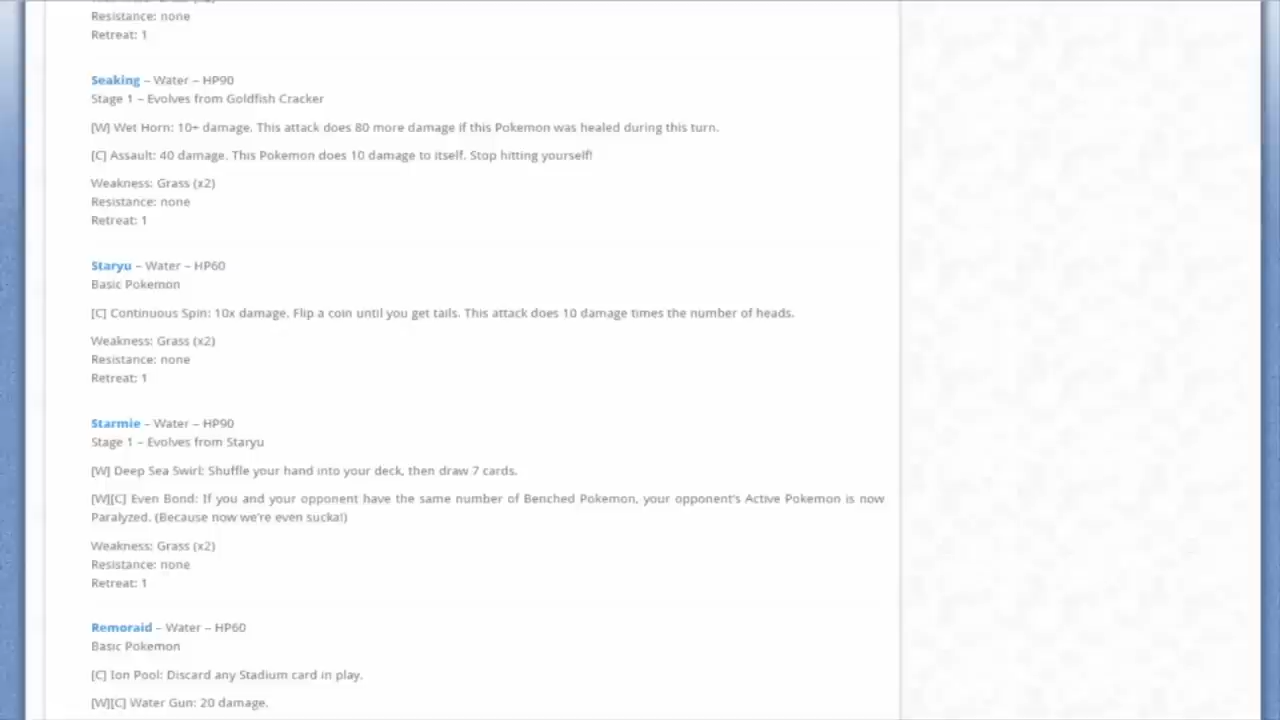 Resistance: none
Retreat: 1
Seaking – Water – HP90
Stage 1 – Evolves from Goldfish Cracker
[W] Wet Horn: 10+ damage. This attack does 80 more damage if this Pokemon was healed during this turn.
[C] Assault: 40 damage. This Pokemon does 10 damage to itself. Stop hitting yourself!
Weakness: Grass (x2)
Resistance: none
Retreat: 1
Staryu – Water – HP60
Basic Pokemon
[C] Continuous Spin: 10x damage. Flip a coin until you get tails. This attack does 10 damage times the number of heads.
Weakness: Grass (x2)
Resistance: none
Retreat: 1
Starmie – Water – HP90
Stage 1 – Evolves from Staryu
[W] Deep Sea Swirl: Shuffle your hand into your deck, then draw 7 cards.
[W][C] Even Bond: If you and your opponent have the same number of Benched Pokemon, your opponent's Active Pokemon is now
Paralyzed. (Because now we're even sucka!)
Weakness: Grass (x2)
Resistance: none
Retreat: 1
Remoraid – Water – HP60
Basic Pokemon
[C] Ion Pool: Discard any Stadium card in play.
[W][C] Water Gun: 20 damage.